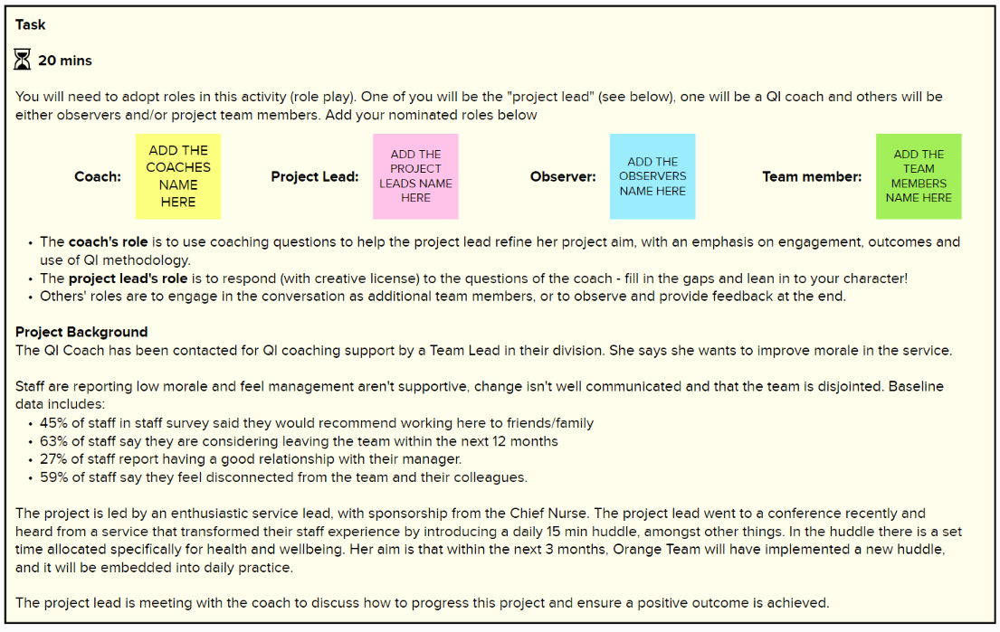 Task
20 mins
You will need to adopt roles in this activity (role play). One of you will be the "project lead" (see below), one will be a QI coach and others will be
either observers and/or project team members. Add your nominated roles below
Coach:
ADD THE
COACHES
NAME
HERE
Project Lead:
ADD THE
PROJECT
LEADS NAME
HERE
Observer:
ADD THE
OBSERVERS
NAME HERE
Team member:
ADD THE
TEAM
MEMBERS
NAME HERE
• The coach's role is to use coaching questions to help the project lead refine her project aim, with an emphasis on engagement, outcomes and
use of QI methodology.
• The project lead's role is to respond (with creative license) to the questions of the coach - fill in the gaps and lean in to your character!
• Others' roles are to engage in the conversation as additional team members, or to observe and provide feedback at the end.
Project Background
The QI Coach has been contacted for QI coaching support by a Team Lead in their division. She says she wants to improve morale in the service.
Staff are reporting low morale and feel management aren't supportive, change isn't well communicated and that the team is disjointed. Baseline
data includes:
• 45% of staff in staff survey said they would recommend working here to friends/family
• 63% of staff say they are considering leaving the team within the next 12 months
• 27% of staff report having a good relationship with their manager.
• 59% of staff say they feel disconnected from the team and their colleagues.
The project is led by an enthusiastic service lead, with sponsorship from the Chief Nurse. The project lead went to a conference recently and
heard from a service that transformed their staff experience by introducing a daily 15 min huddle, amongst other things. In the huddle there is a set
time allocated specifically for health and wellbeing. Her aim is that within the next 3 months, Orange Team will have implemented a new huddle,
and it will be embedded into daily practice.
The project lead is meeting with the coach to discuss how to progress this project and ensure a positive outcome is achieved.